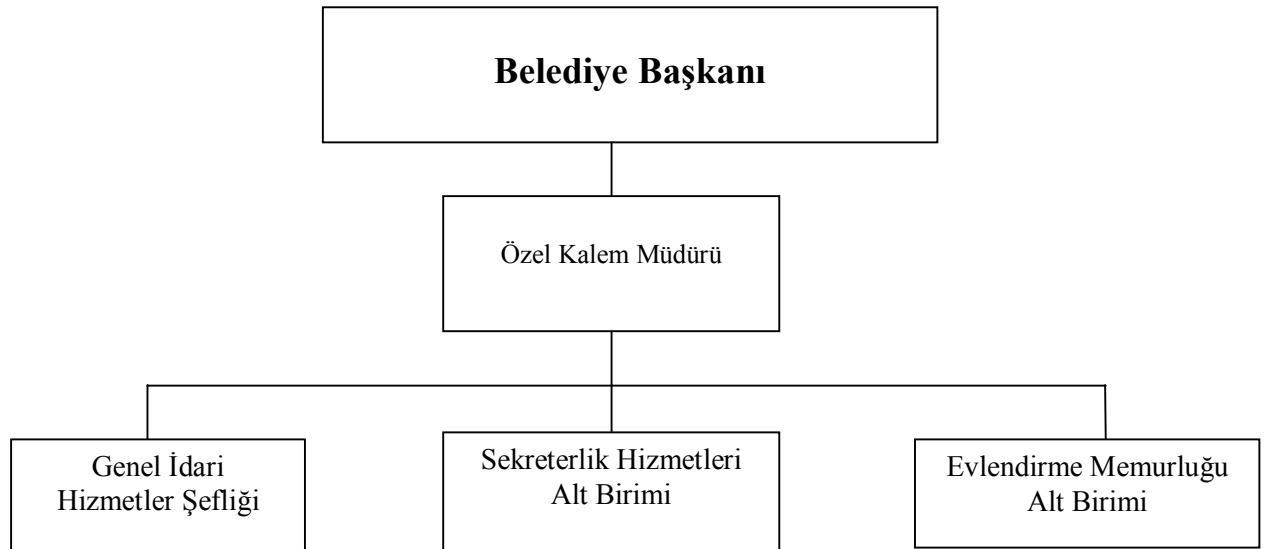 Belediye Başkanı
Özel Kalem Müdürü
Genel İdari
Hizmetler Şefliği
Sekreterlik Hizmetleri
Alt Birimi
Evlendirme Memurluğu
Alt Birimi